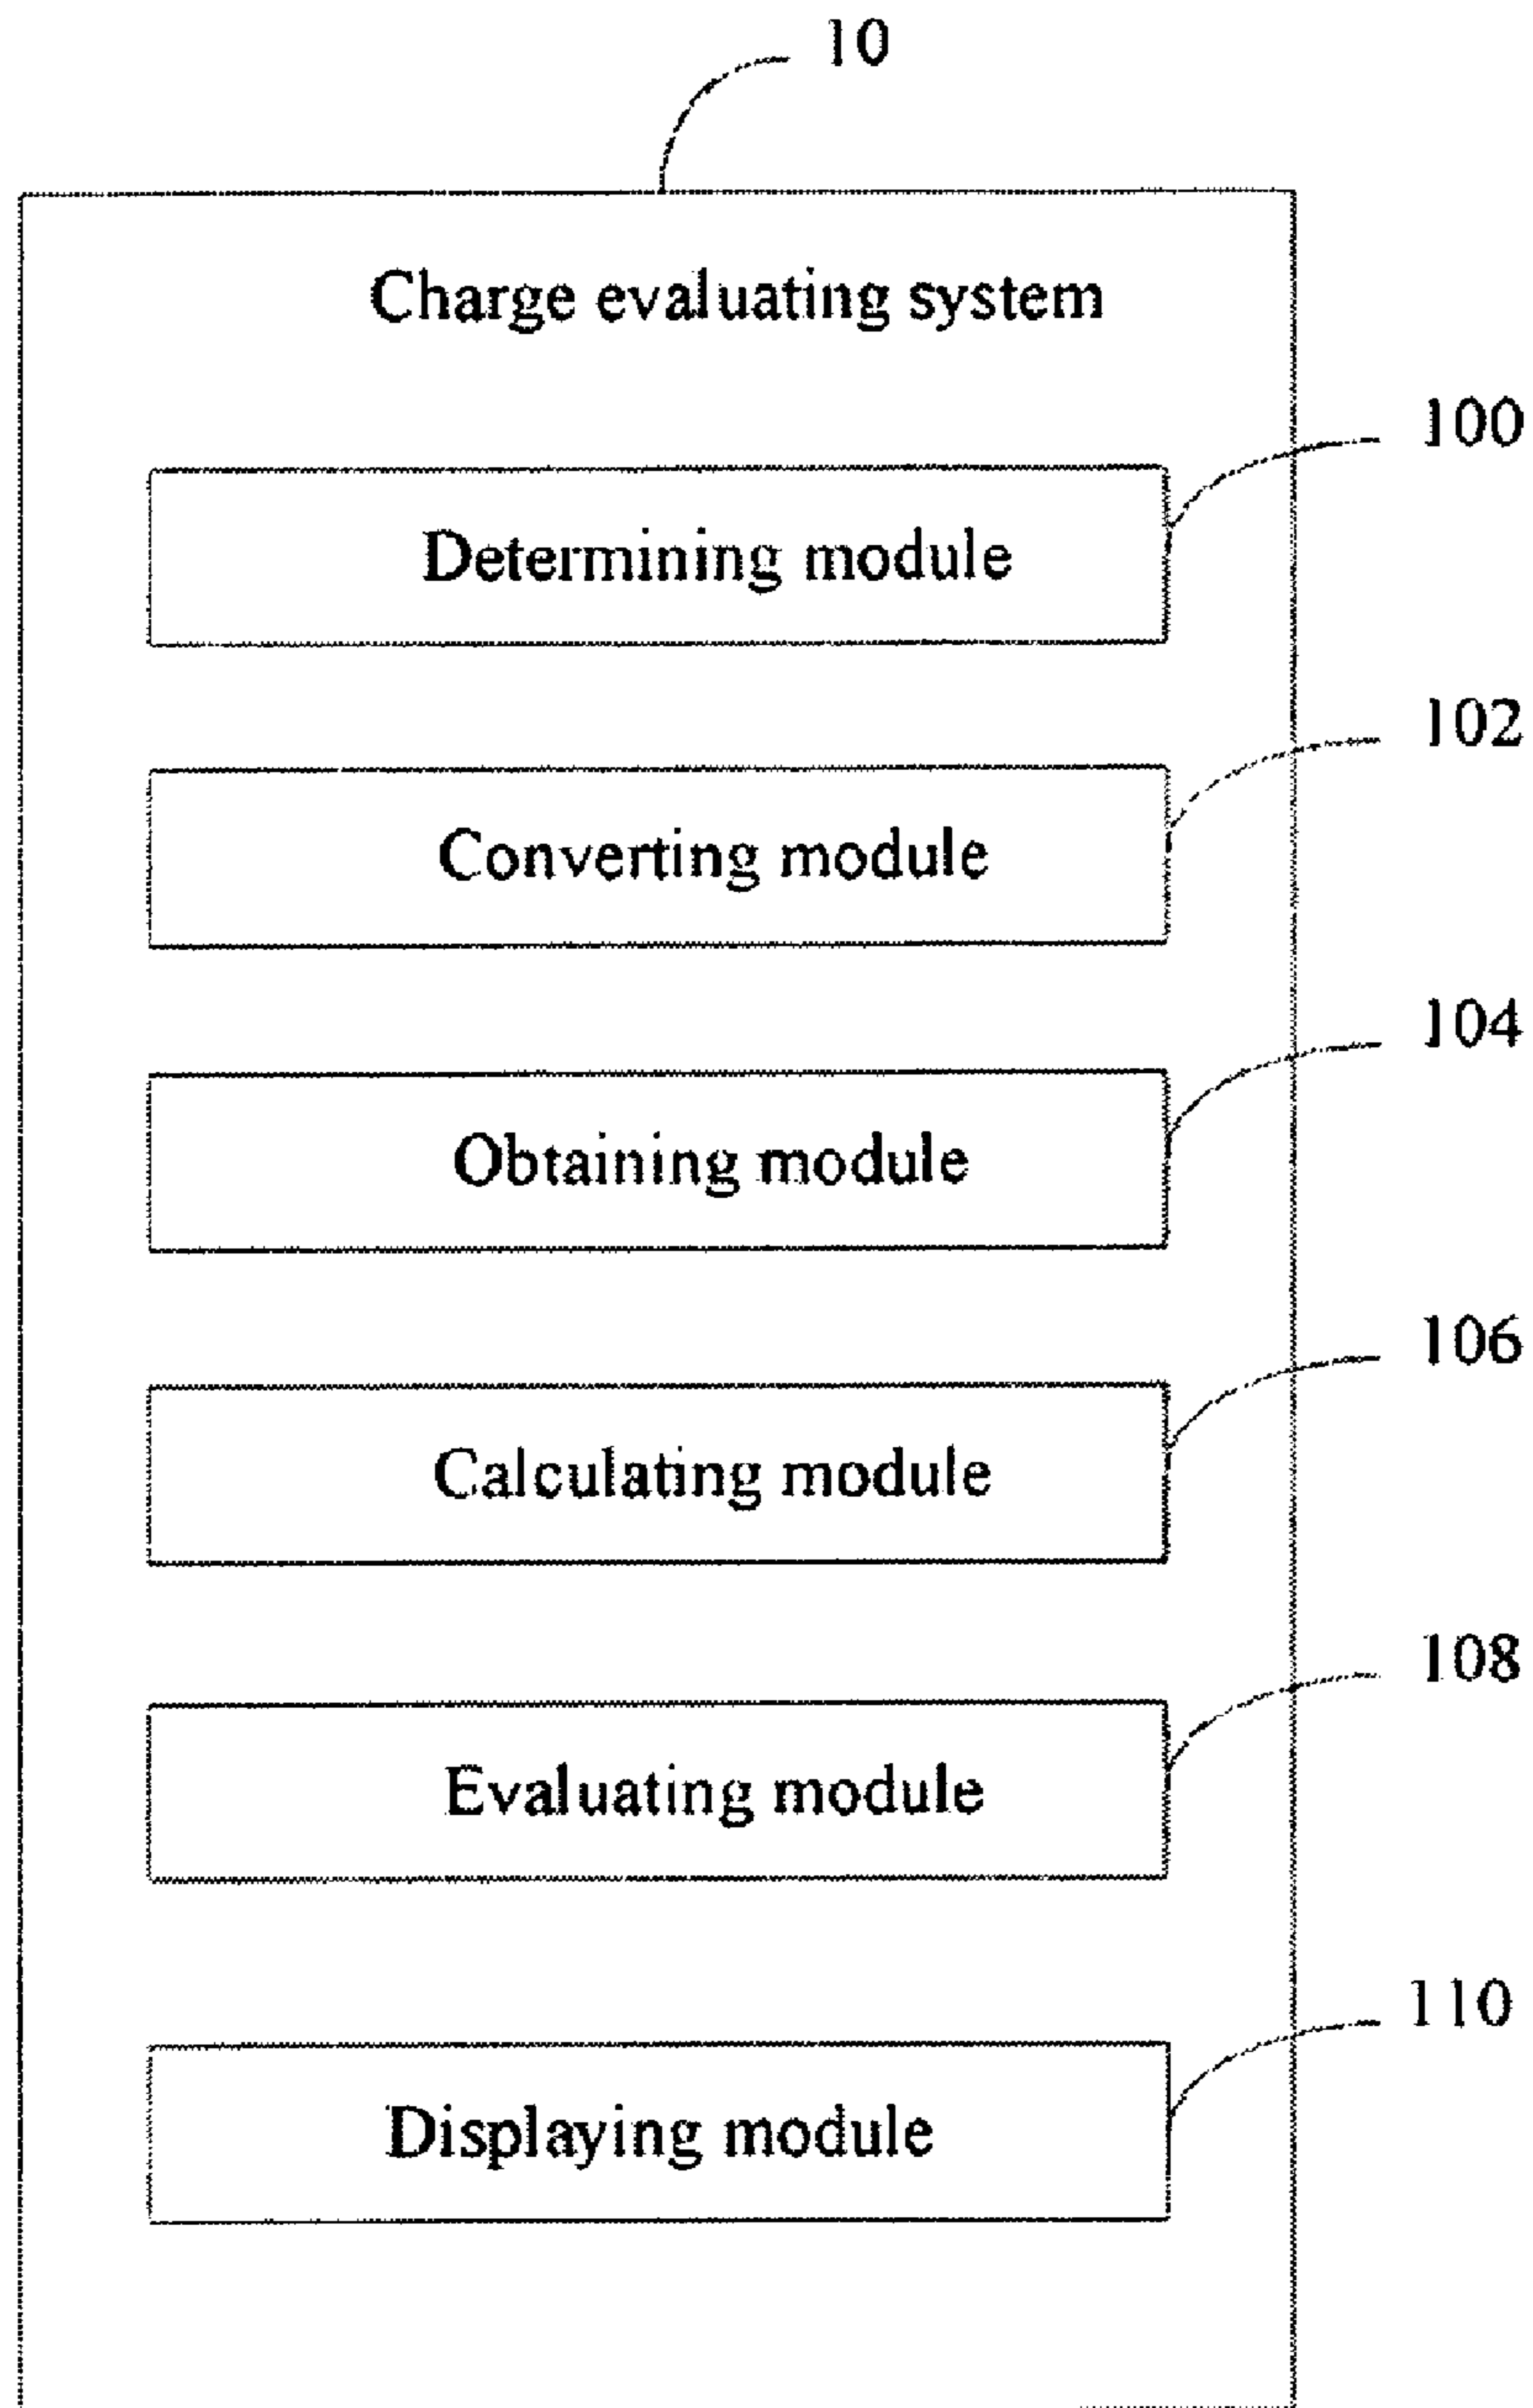 10
Charge evaluating system
100
Determining module
102
Converting module
104
Obtaining module
106
Calculating module
108
Evaluating module
110
Displaying module